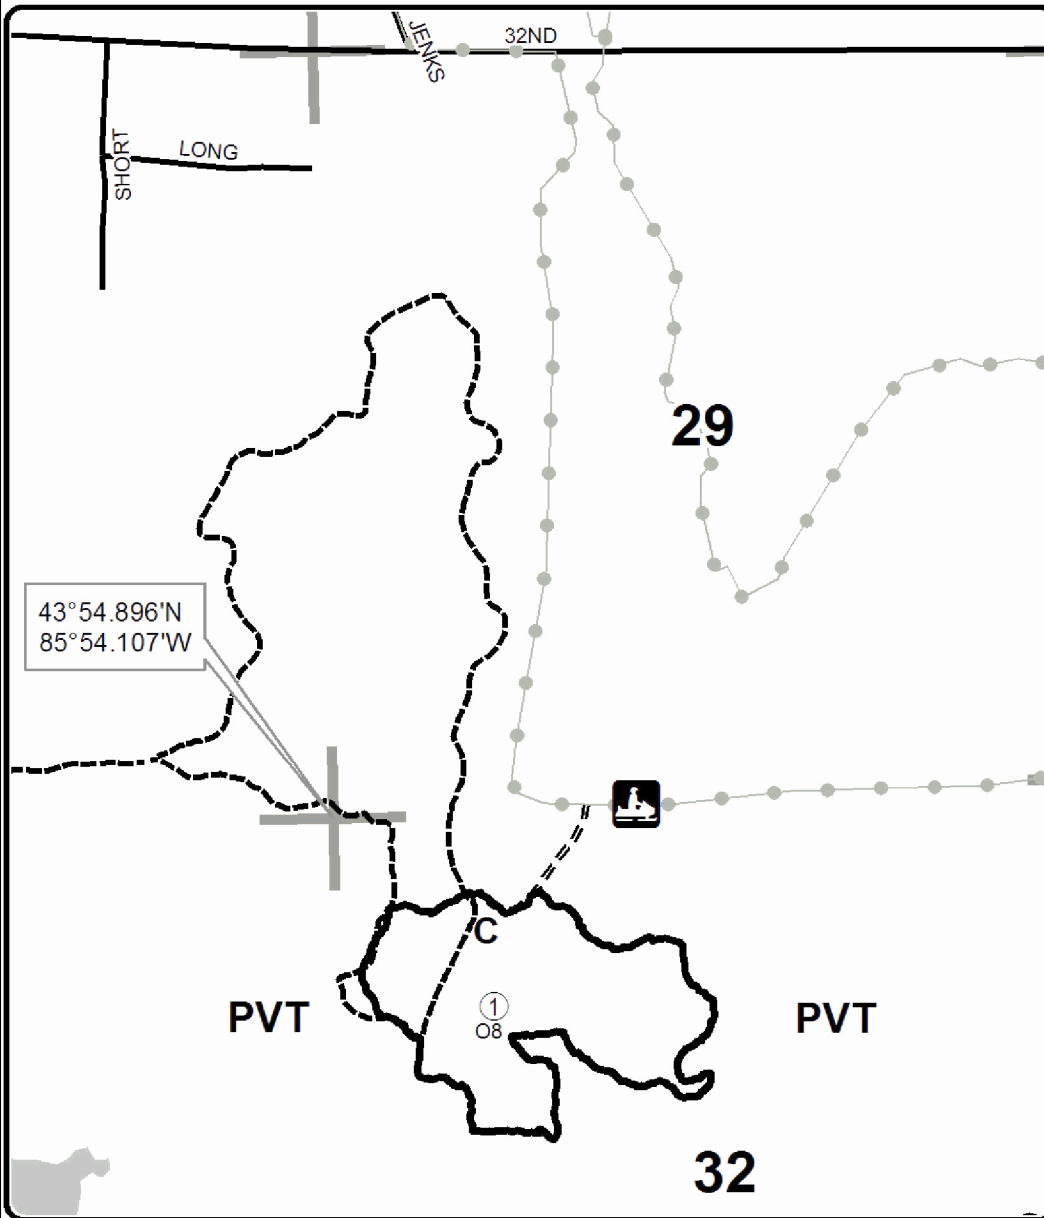 32ND
JENKS
SHORT
LONG
29
43°54.896'N
85°54.107'W
C
1
O8
PVT
PVT
32